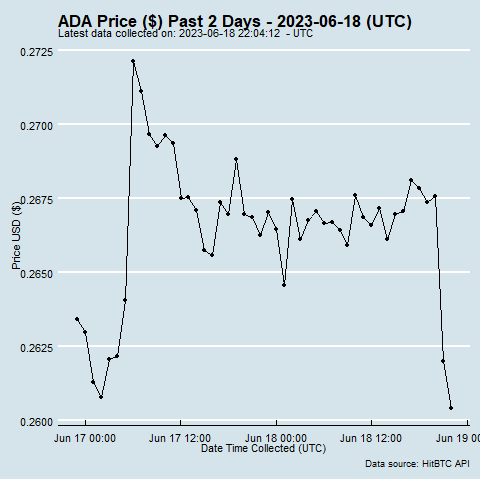 ADA Price ($) Past 2 Days - 2023-06-18 (UTC)
Latest data collected on: 2023-06-18 22:04:12 - UTC
0.2725
0.2700
0.2675
0.2650
0.2625
0.2600
Price USD ($)
Jun 17 00:00 Jun 17 12:00 Jun 18 00:00 Jun 18 12:00 Jun 19 00
Date Time Collected (UTC)
Data source: HitBTC API